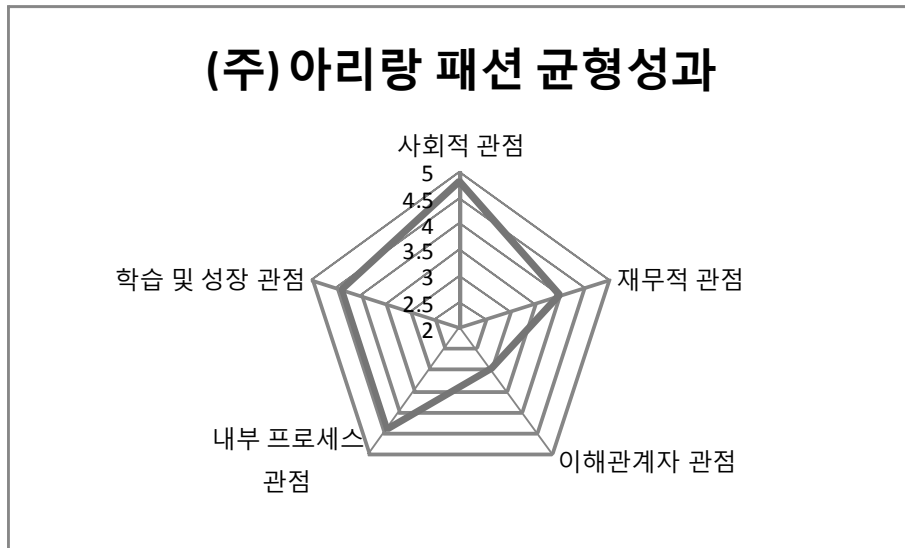 (주)아리랑 패션 균형성과
사회적 관점
5
4.5
4
3.5
3
2.5
2
재무적 관점
이해관계자 관점
내부 프로세스
관점
학습 및 성장 관점